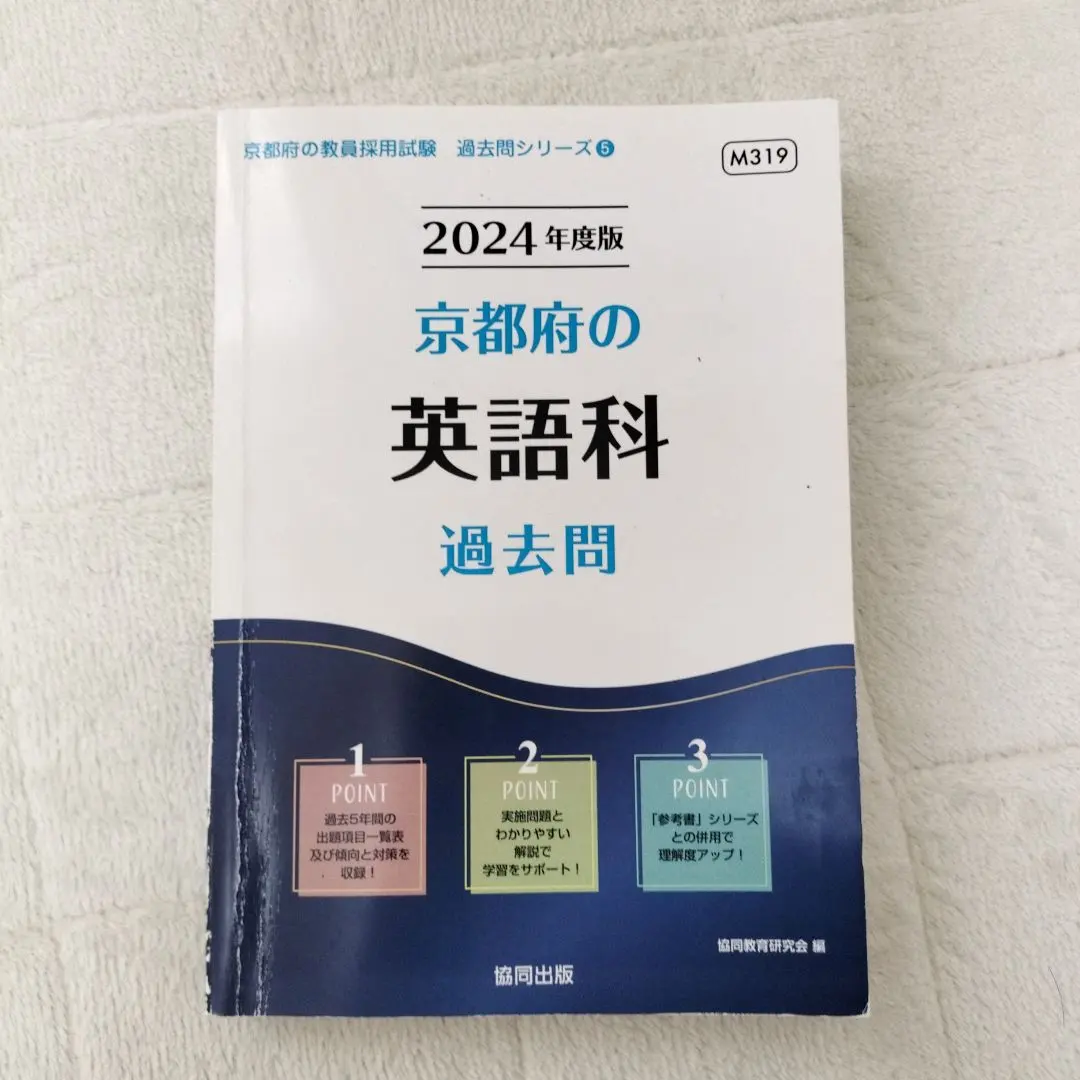 京都府の教員採用試験 過去問シリーズ❺
M319
2024年度版
京都府の
英語科
過去問
1
POINT
過去5年間の
出題項目一覧表
及び傾向と対策を
収録!
2
POINT
実施問題と
わかりやすい
解説で
学習をサポート!
3
POINT
「参考書」シリーズ
との併用で
理解度アップ!
協同教育研究会 編
協同出版